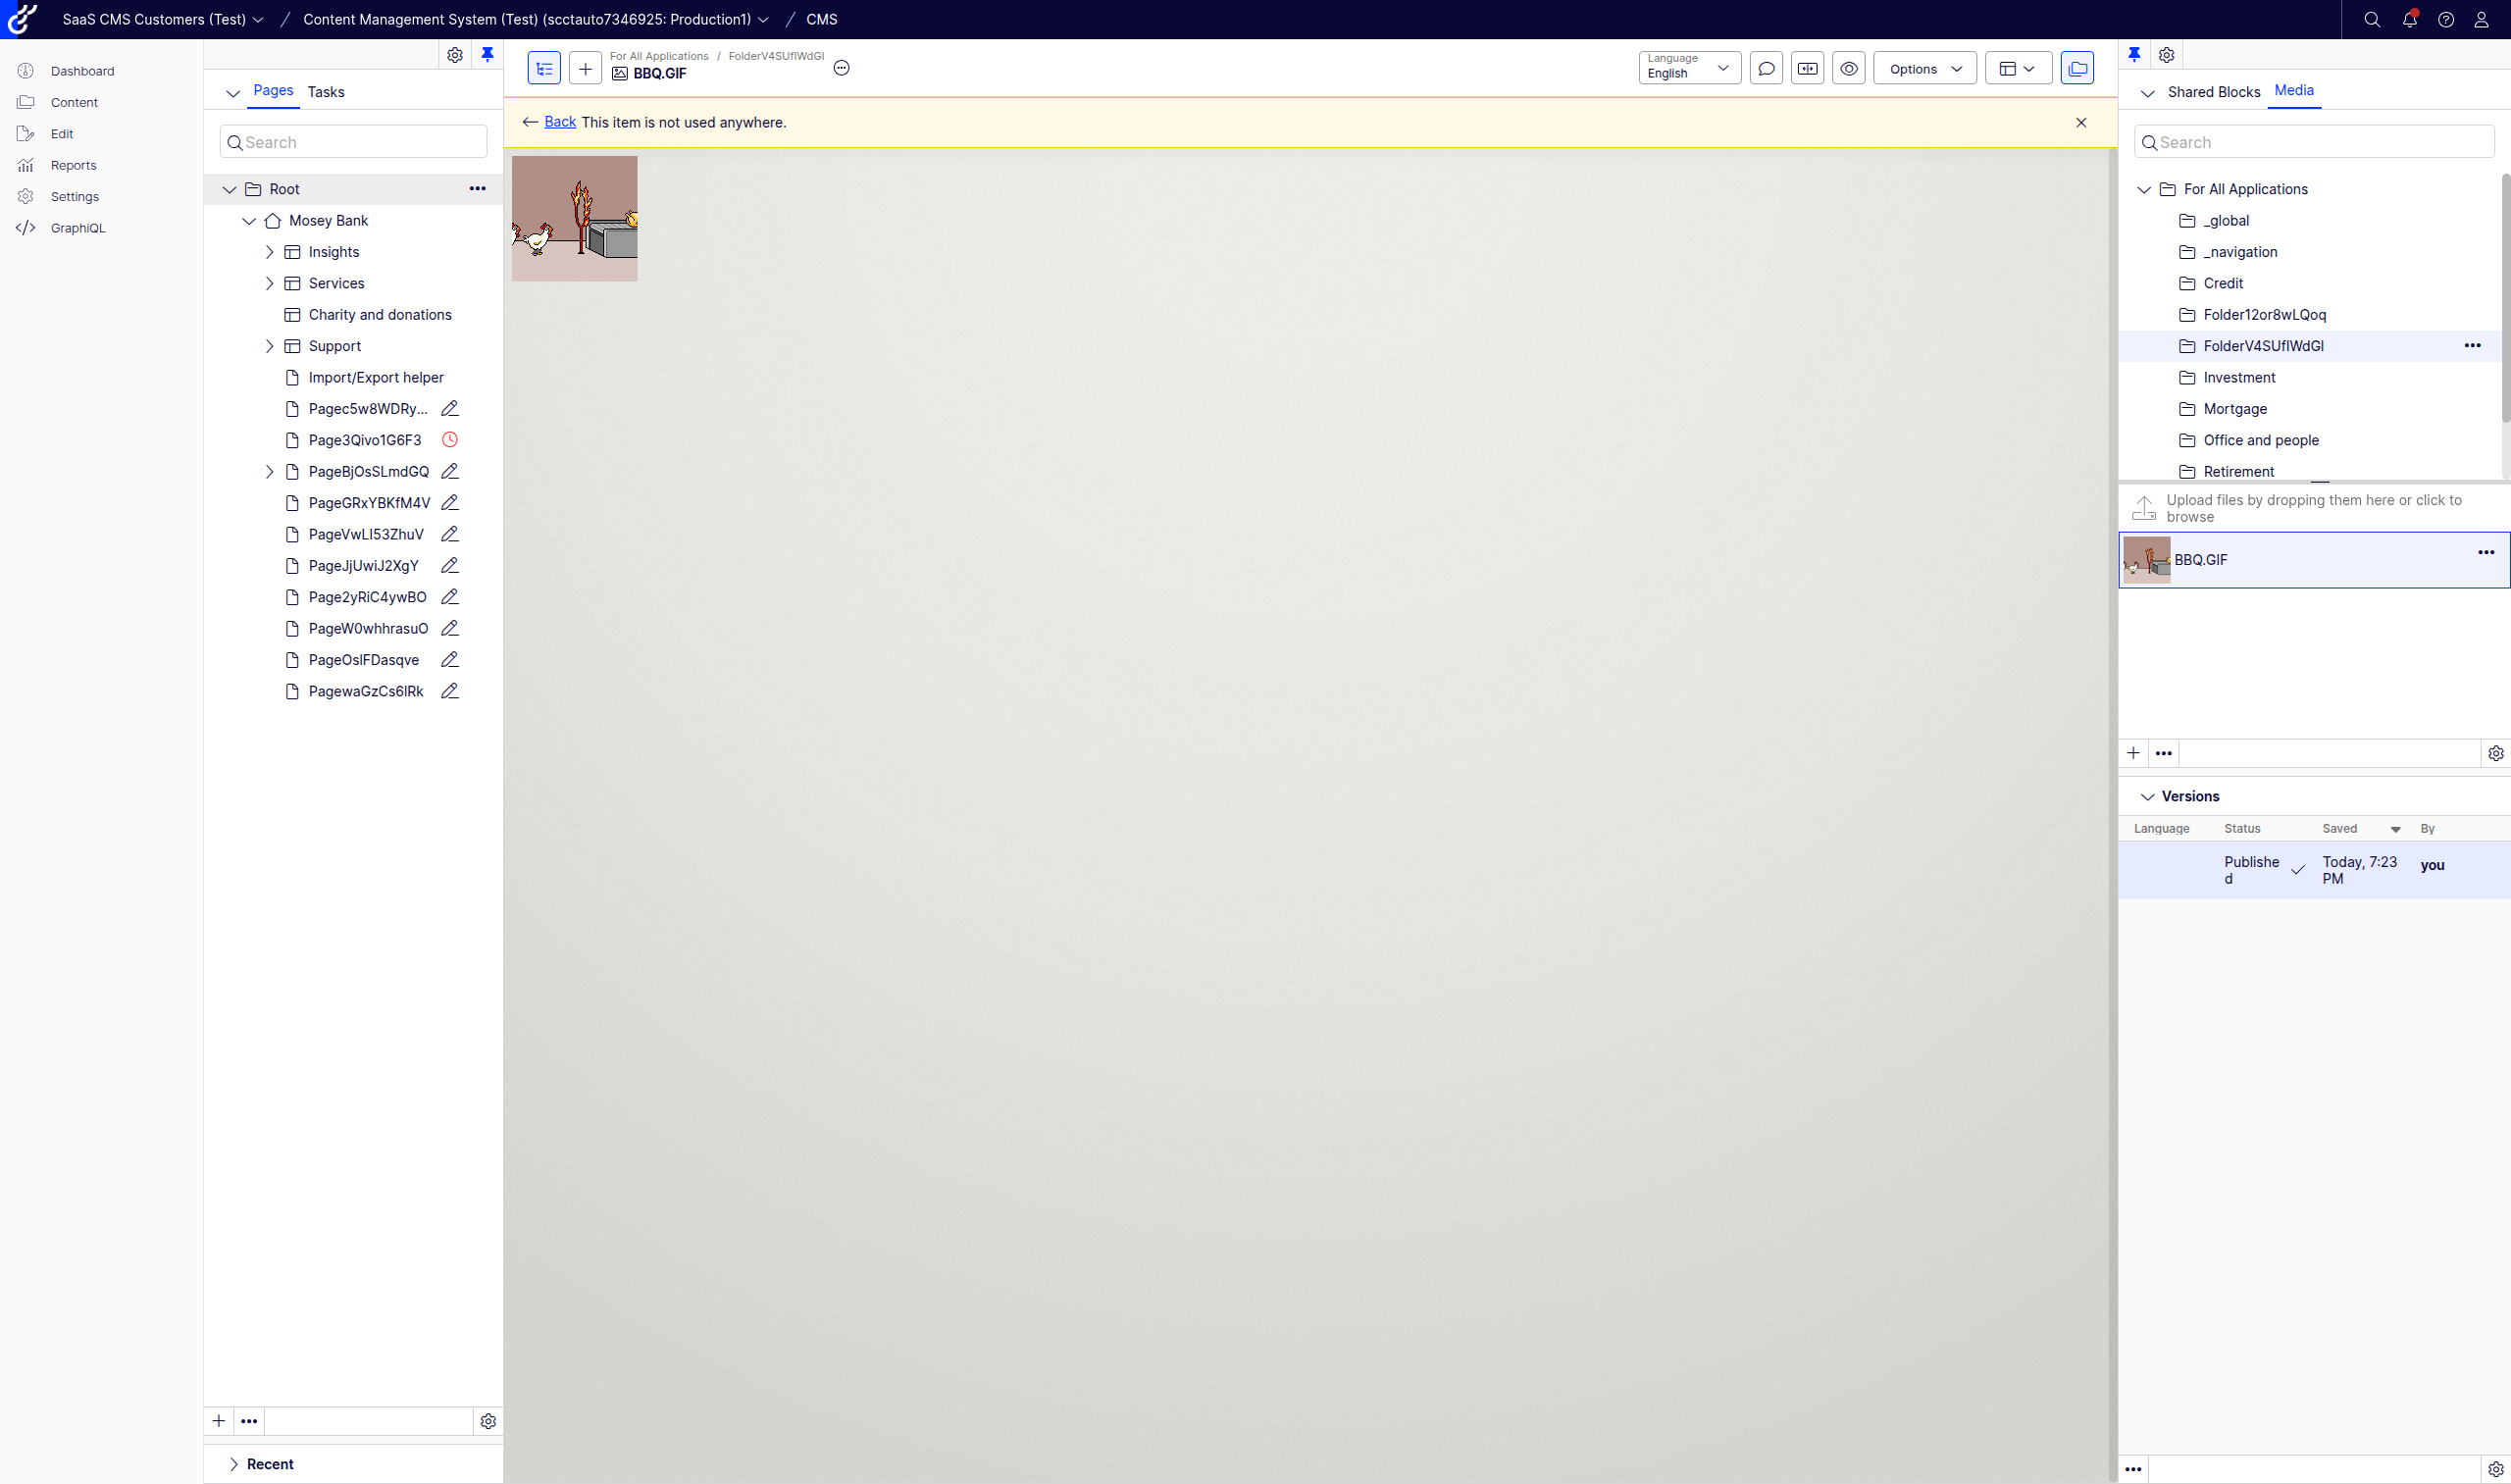 SaaS CMS Customers (Test) / Content Management System (Test) (scctauto7346925: Production1) / CMS
Dashboard
Content
Edit
Reports
Settings
GraphiQL
Pages Tasks
Search
Root
Mosey Bank
Insights
Services
Charity and donations
Support
Import/Export helper
Pagec5w8WDRy...
Page3Qivo1G6F3
PageBjOsSLmdGQ
PageGRxYBKfM4V
PageVwLI53ZhuV
PageJjUwiJ2XgY
Page2yRiC4ywBO
PageW0whhrasuO
PageOslFDasqve
PagewaGzCs6lRk
Recent
For All Applications / FolderV4SUflWdGl
BBQ.GIF
Language
English
Options
Back This item is not used anywhere.
Shared Blocks Media
Search
For All Applications
_global
_navigation
Credit
Folder12or8wLQoq
FolderV4SUflWdGl
Investment
Mortgage
Office and people
Retirement
Upload files by dropping them here or click to
browse
BBQ.GIF
Versions
Language Status Saved By
Publishe Today, 7:23 you
d PM